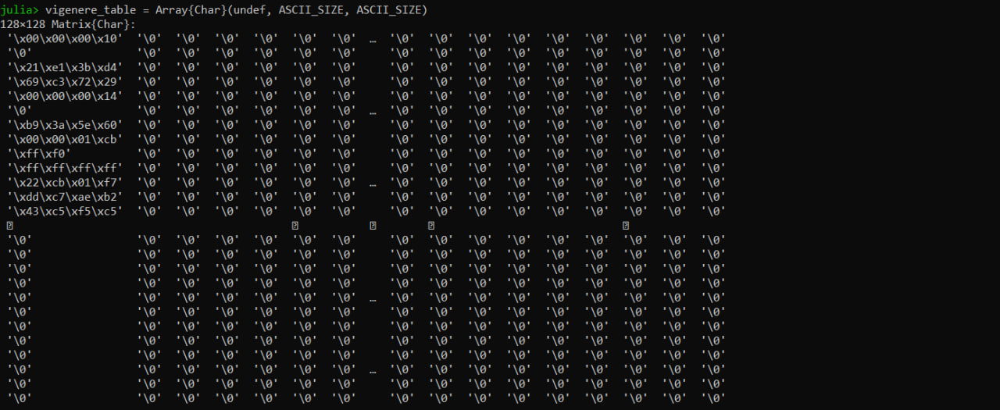 julia> vigenere_table = Array{Char}(undef, ASCII_SIZE, ASCII_SIZE)
128×128 Matrix{Char}:
 '\x00\x00\x00\x10'  '\0'  '\0'  '\0'  '\0'  '\0'  …  '\0'  '\0'  '\0'  '\0'  '\0'  '\0'  '\0'  '\0'  '\0'
 '\0'                '\0'  '\0'  '\0'  '\0'  '\0'     '\0'  '\0'  '\0'  '\0'  '\0'  '\0'  '\0'  '\0'  '\0'
 '\x21\xe1\x3b\xd4'  '\0'  '\0'  '\0'  '\0'  '\0'  '\0'     '\0'  '\0'  '\0'  '\0'  '\0'  '\0'  '\0'  '\0'  '\0'
 '\x69\xc3\x72\x29'  '\0'  '\0'  '\0'  '\0'  '\0'  '\0'     '\0'  '\0'  '\0'  '\0'  '\0'  '\0'  '\0'  '\0'  '\0'
 '\x00\x00\x00\x14'  '\0'  '\0'  '\0'  '\0'  '\0'  '\0'     '\0'  '\0'  '\0'  '\0'  '\0'  '\0'  '\0'  '\0'  '\0'
 '\0'                '\0'  '\0'  '\0'  '\0'  '\0'  '\0'  …  '\0'  '\0'  '\0'  '\0'  '\0'  '\0'  '\0'  '\0'  '\0'
 '\xb9\x3a\x5e\x60'  '\0'  '\0'  '\0'  '\0'  '\0'  '\0'     '\0'  '\0'  '\0'  '\0'  '\0'  '\0'  '\0'  '\0'  '\0'
 '\x00\x00\x01\xcb'  '\0'  '\0'  '\0'  '\0'  '\0'  '\0'     '\0'  '\0'  '\0'  '\0'  '\0'  '\0'  '\0'  '\0'  '\0'
 '\xff\xf0'          '\0'  '\0'  '\0'  '\0'  '\0'  '\0'     '\0'  '\0'  '\0'  '\0'  '\0'  '\0'  '\0'  '\0'  '\0'
 '\xff\xff\xff\xff'  '\0'  '\0'  '\0'  '\0'  '\0'  '\0'     '\0'  '\0'  '\0'  '\0'  '\0'  '\0'  '\0'  '\0'  '\0'
 '\x22\xcb\x01\xf7'  '\0'  '\0'  '\0'  '\0'  '\0'  '\0'  …  '\0'  '\0'  '\0'  '\0'  '\0'  '\0'  '\0'  '\0'  '\0'
 '\xdd\xc7\xae\xb2'  '\0'  '\0'  '\0'  '\0'  '\0'  '\0'     '\0'  '\0'  '\0'  '\0'  '\0'  '\0'  '\0'  '\0'  '\0'
 '\x43\xc5\xf5\xc5'  '\0'  '\0'  '\0'  '\0'  '\0'  '\0'     '\0'  '\0'  '\0'  '\0'  '\0'  '\0'  '\0'  '\0'  '\0'
 '\0'                '\0'  '\0'  '\0'  '\0'  '\0'  '\0'     '\0'  '\0'  '\0'  '\0'  '\0'  '\0'  '\0'  '\0'  '\0'
 '\0'                '\0'  '\0'  '\0'  '\0'  '\0'  '\0'     '\0'  '\0'  '\0'  '\0'  '\0'  '\0'  '\0'  '\0'  '\0'
 '\0'                '\0'  '\0'  '\0'  '\0'  '\0'  '\0'     '\0'  '\0'  '\0'  '\0'  '\0'  '\0'  '\0'  '\0'  '\0'
 '\0'                '\0'  '\0'  '\0'  '\0'  '\0'  '\0'     '\0'  '\0'  '\0'  '\0'  '\0'  '\0'  '\0'  '\0'  '\0'
 '\0'                '\0'  '\0'  '\0'  '\0'  '\0'  '\0'  …  '\0'  '\0'  '\0'  '\0'  '\0'  '\0'  '\0'  '\0'  '\0'
 '\0'                '\0'  '\0'  '\0'  '\0'  '\0'  '\0'     '\0'  '\0'  '\0'  '\0'  '\0'  '\0'  '\0'  '\0'  '\0'
 '\0'                '\0'  '\0'  '\0'  '\0'  '\0'  '\0'     '\0'  '\0'  '\0'  '\0'  '\0'  '\0'  '\0'  '\0'  '\0'
 '\0'                '\0'  '\0'  '\0'  '\0'  '\0'  '\0'     '\0'  '\0'  '\0'  '\0'  '\0'  '\0'  '\0'  '\0'  '\0'
 '\0'                '\0'  '\0'  '\0'  '\0'  '\0'  '\0'     '\0'  '\0'  '\0'  '\0'  '\0'  '\0'  '\0'  '\0'  '\0'
 '\0'                '\0'  '\0'  '\0'  '\0'  '\0'  '\0'  …  '\0'  '\0'  '\0'  '\0'  '\0'  '\0'  '\0'  '\0'  '\0'
 '\0'                '\0'  '\0'  '\0'  '\0'  '\0'  '\0'     '\0'  '\0'  '\0'  '\0'  '\0'  '\0'  '\0'  '\0'  '\0'
 '\0'                '\0'  '\0'  '\0'  '\0'  '\0'  '\0'     '\0'  '\0'  '\0'  '\0'  '\0'  '\0'  '\0'  '\0'  '\0'